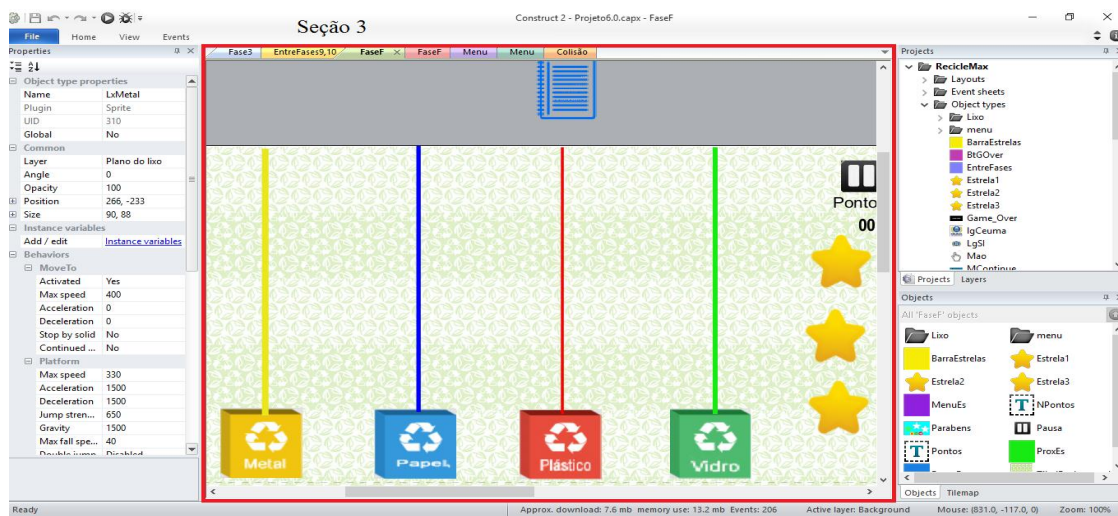 Seção 3
Construct 2 - Projeto6.0.capx - FaseF
File Home View Events
Properties
Object type properties
Name LxMetal
Plugin Sprite
UID 310
Global No
Common
Layer Plano do lixo
Angle 0
Opacity 100
Position 266, -233
Size 90, 88
Instance variables
Add / edit Instance variables
Behaviors
MoveTo
Activated Yes
Max speed 400
Acceleration 0
Deceleration 0
Stop by solid No
Continued ... No
Platform
Max speed 330
Acceleration 1500
Deceleration 1500
Jump stren... 650
Gravity 1500
Max fall spe... 40
Double jump Disabled
Fase3 EntreFases9,10 FaseF FaseF Menu Menu Colisão
Ponto
00
Metal Papel Plástico Vidro
Projects
RecicleMax
Layouts
Event sheets
Object types
Lixo
menu
BarraEstrelas
BtGOver
EntreFases
Estrela1
Estrela2
Estrela3
Game_Over
IgCeuma
LgSI
Mao
MContinue
Projects Layers
Objects
All 'FaseF' objects
Lixo menu
BarraEstrelas Estrela1
Estrela2 Estrela3
MenuEs NPontos
Parabens Pausa
Pontos ProxEs
Objects Tilemap
Ready Approx. download: 7.6 mb memory use: 13.2 mb Events: 206 Active layer: Background Mouse: (831.0, -117.0, 0) Zoom: 100%